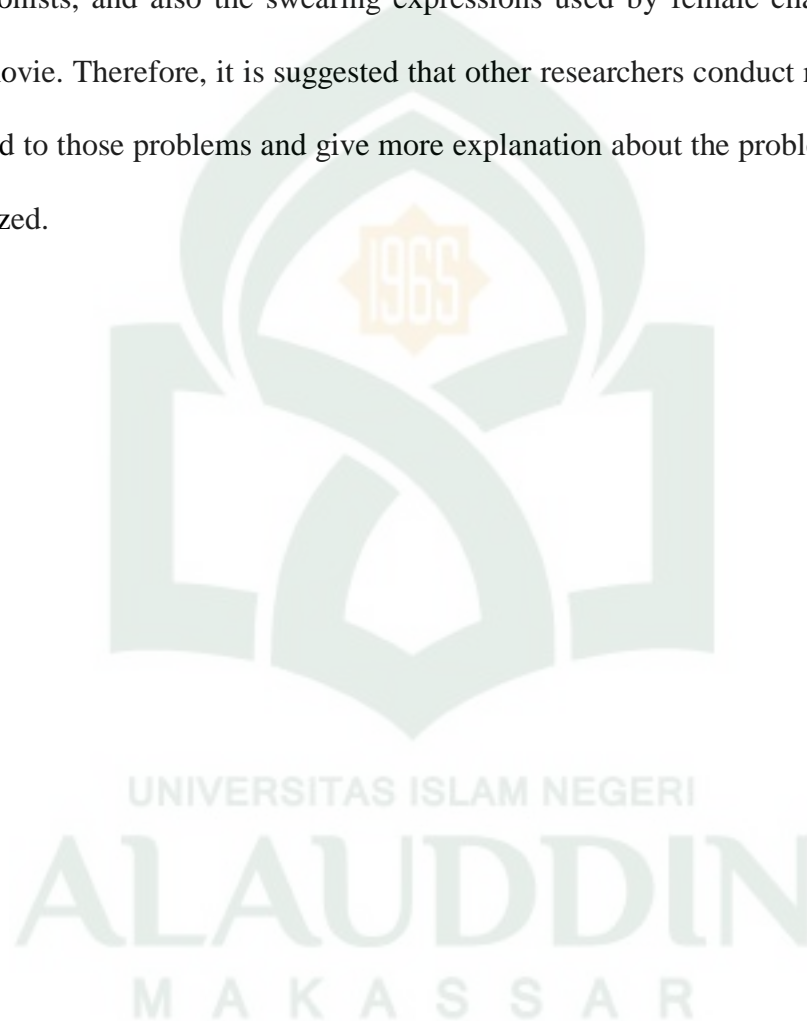 onists, and also the swearing expressions used by female cha
ovie. Therefore, it is suggested that other researchers conduct
d to those problems and give more explanation about the proble
zed.
1965
UNIVERSITAS ISLAM NEGERI
ALAUDDIN
MAKASSAR